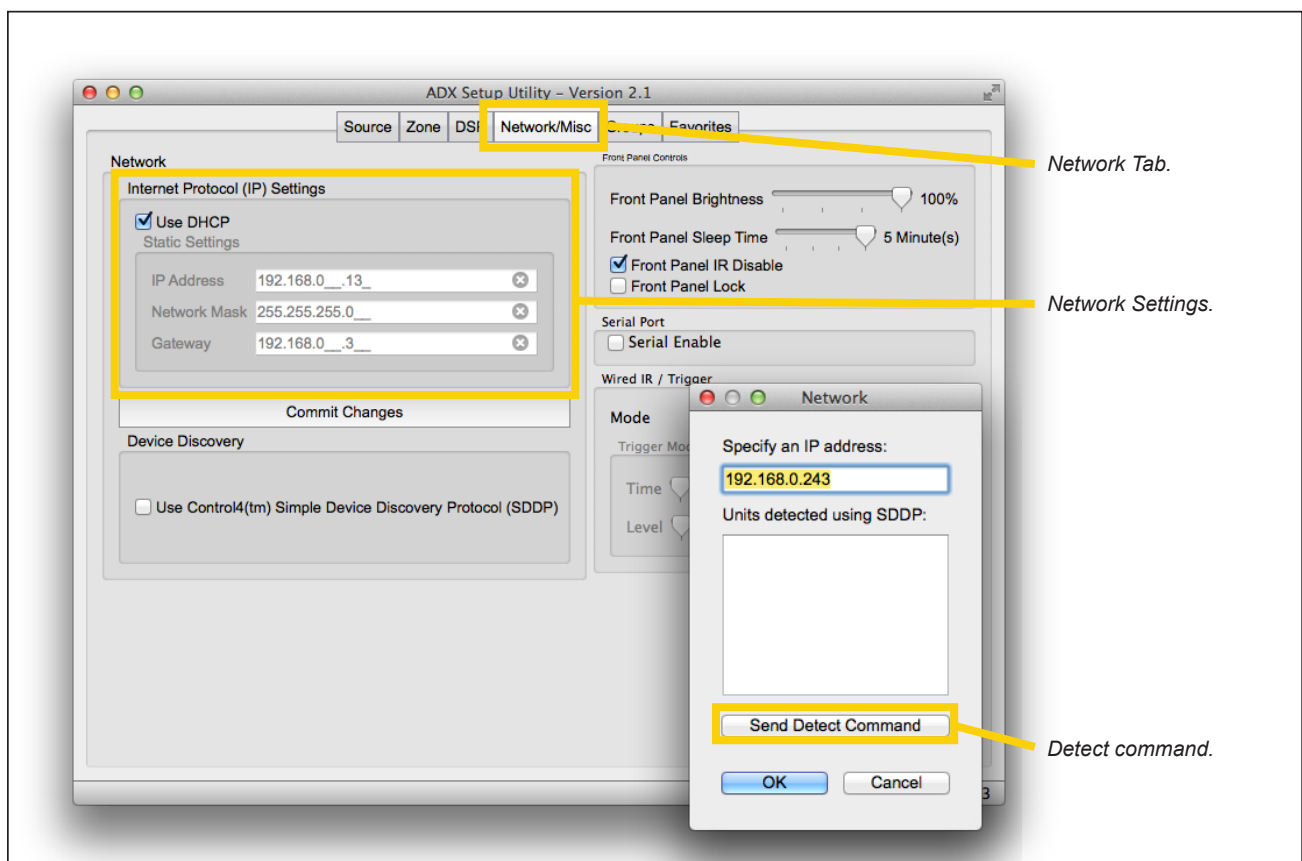 ADX Setup Utility – Version 2.1
Source Zone DSP Network/Misc Groups Favorites
Network Tab.
Network
Internet Protocol (IP) Settings
Use DHCP
Static Settings
IP Address 192.168.0__.13_
Network Mask 255.255.255.0__
Gateway 192.168.0__.3__
Commit Changes
Device Discovery
Use Control4(tm) Simple Device Discovery Protocol (SDDP)
Front Panel Controls
Front Panel Brightness 100%
Front Panel Sleep Time 5 Minute(s)
Front Panel IR Disable
Front Panel Lock
Network Settings.
Serial Port
Serial Enable
Wired IR / Trigger
Mode
Trigger
Time
Level
Network
Specify an IP address:
192.168.0.243
Units detected using SDDP:
Send Detect Command
Detect command.
OK Cancel
3